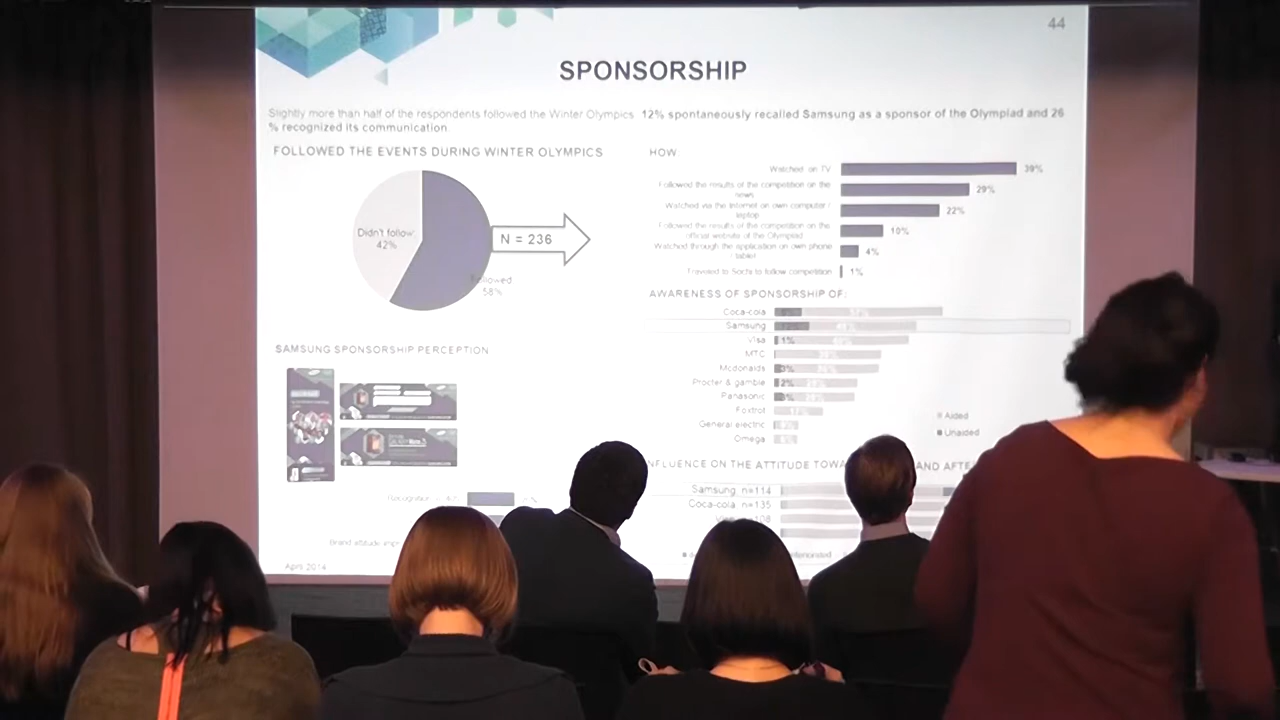 44
SPONSORSHIP
Slightly more than half of the respondents followed the Winter Olympics
12% spontaneously recalled Samsung as a sponsor of the Olympiad and 26
% recognized its communication.
FOLLOWED THE EVENTS DURING WINTER OLYMPICS
Didn't follow
42%
N = 236
Followed
58%
HOW:
Watched on TV
39%
Followed the results of the competition on the
news
29%
Watched via the Internet on own computer /
laptop
22%
Followed the results of the competition on the
official website of the Olympiad
10%
Watched through the application on own phone
/ tablet
4%
Traveled to Sochi to follow competition
1%
AWARENESS OF SPONSORSHIP OF:
Coca-cola
Samsung
Visa 1%
MTC
Mcdonalds 3%
Procter & gamble 2%
Panasonic 3%
Foxtrot
General electric
Omega
Aided
Unaided
SAMSUNG SPONSORSHIP PERCEPTION
Recognition
Brand attitude
NFLUENCE ON THE ATTITUDE TOWA AND AFTE
Samsung, n=114
Coca-cola, n=135
April 2014